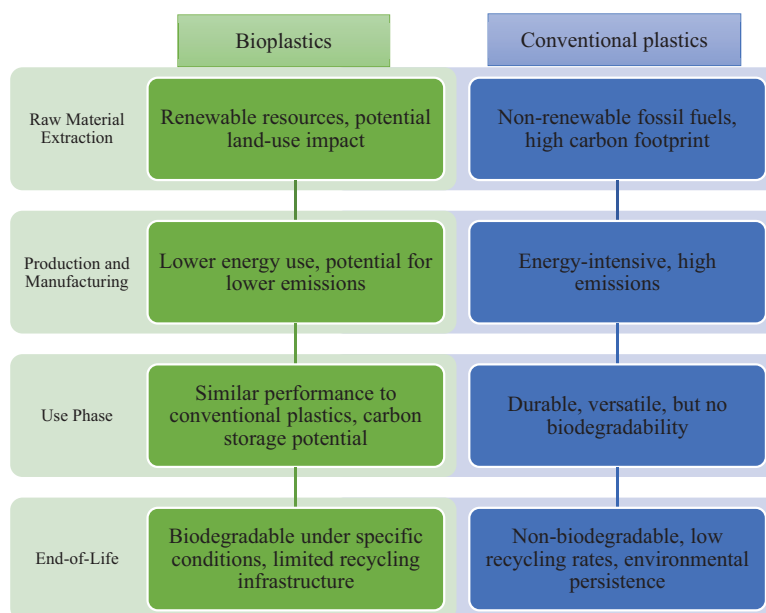 Bioplastics
Conventional plastics
Raw Material
Extraction
Renewable resources, potential
land-use impact
Non-renewable fossil fuels,
high carbon footprint
Production and
Manufacturing
Lower energy use, potential for
lower emissions
Energy-intensive, high
emissions
Use Phase
Similar performance to
conventional plastics, carbon
storage potential
Durable, versatile, but no
biodegradability
End-of-Life
Biodegradable under specific
conditions, limited recycling
infrastructure
Non-biodegradable, low
recycling rates, environmental
persistence